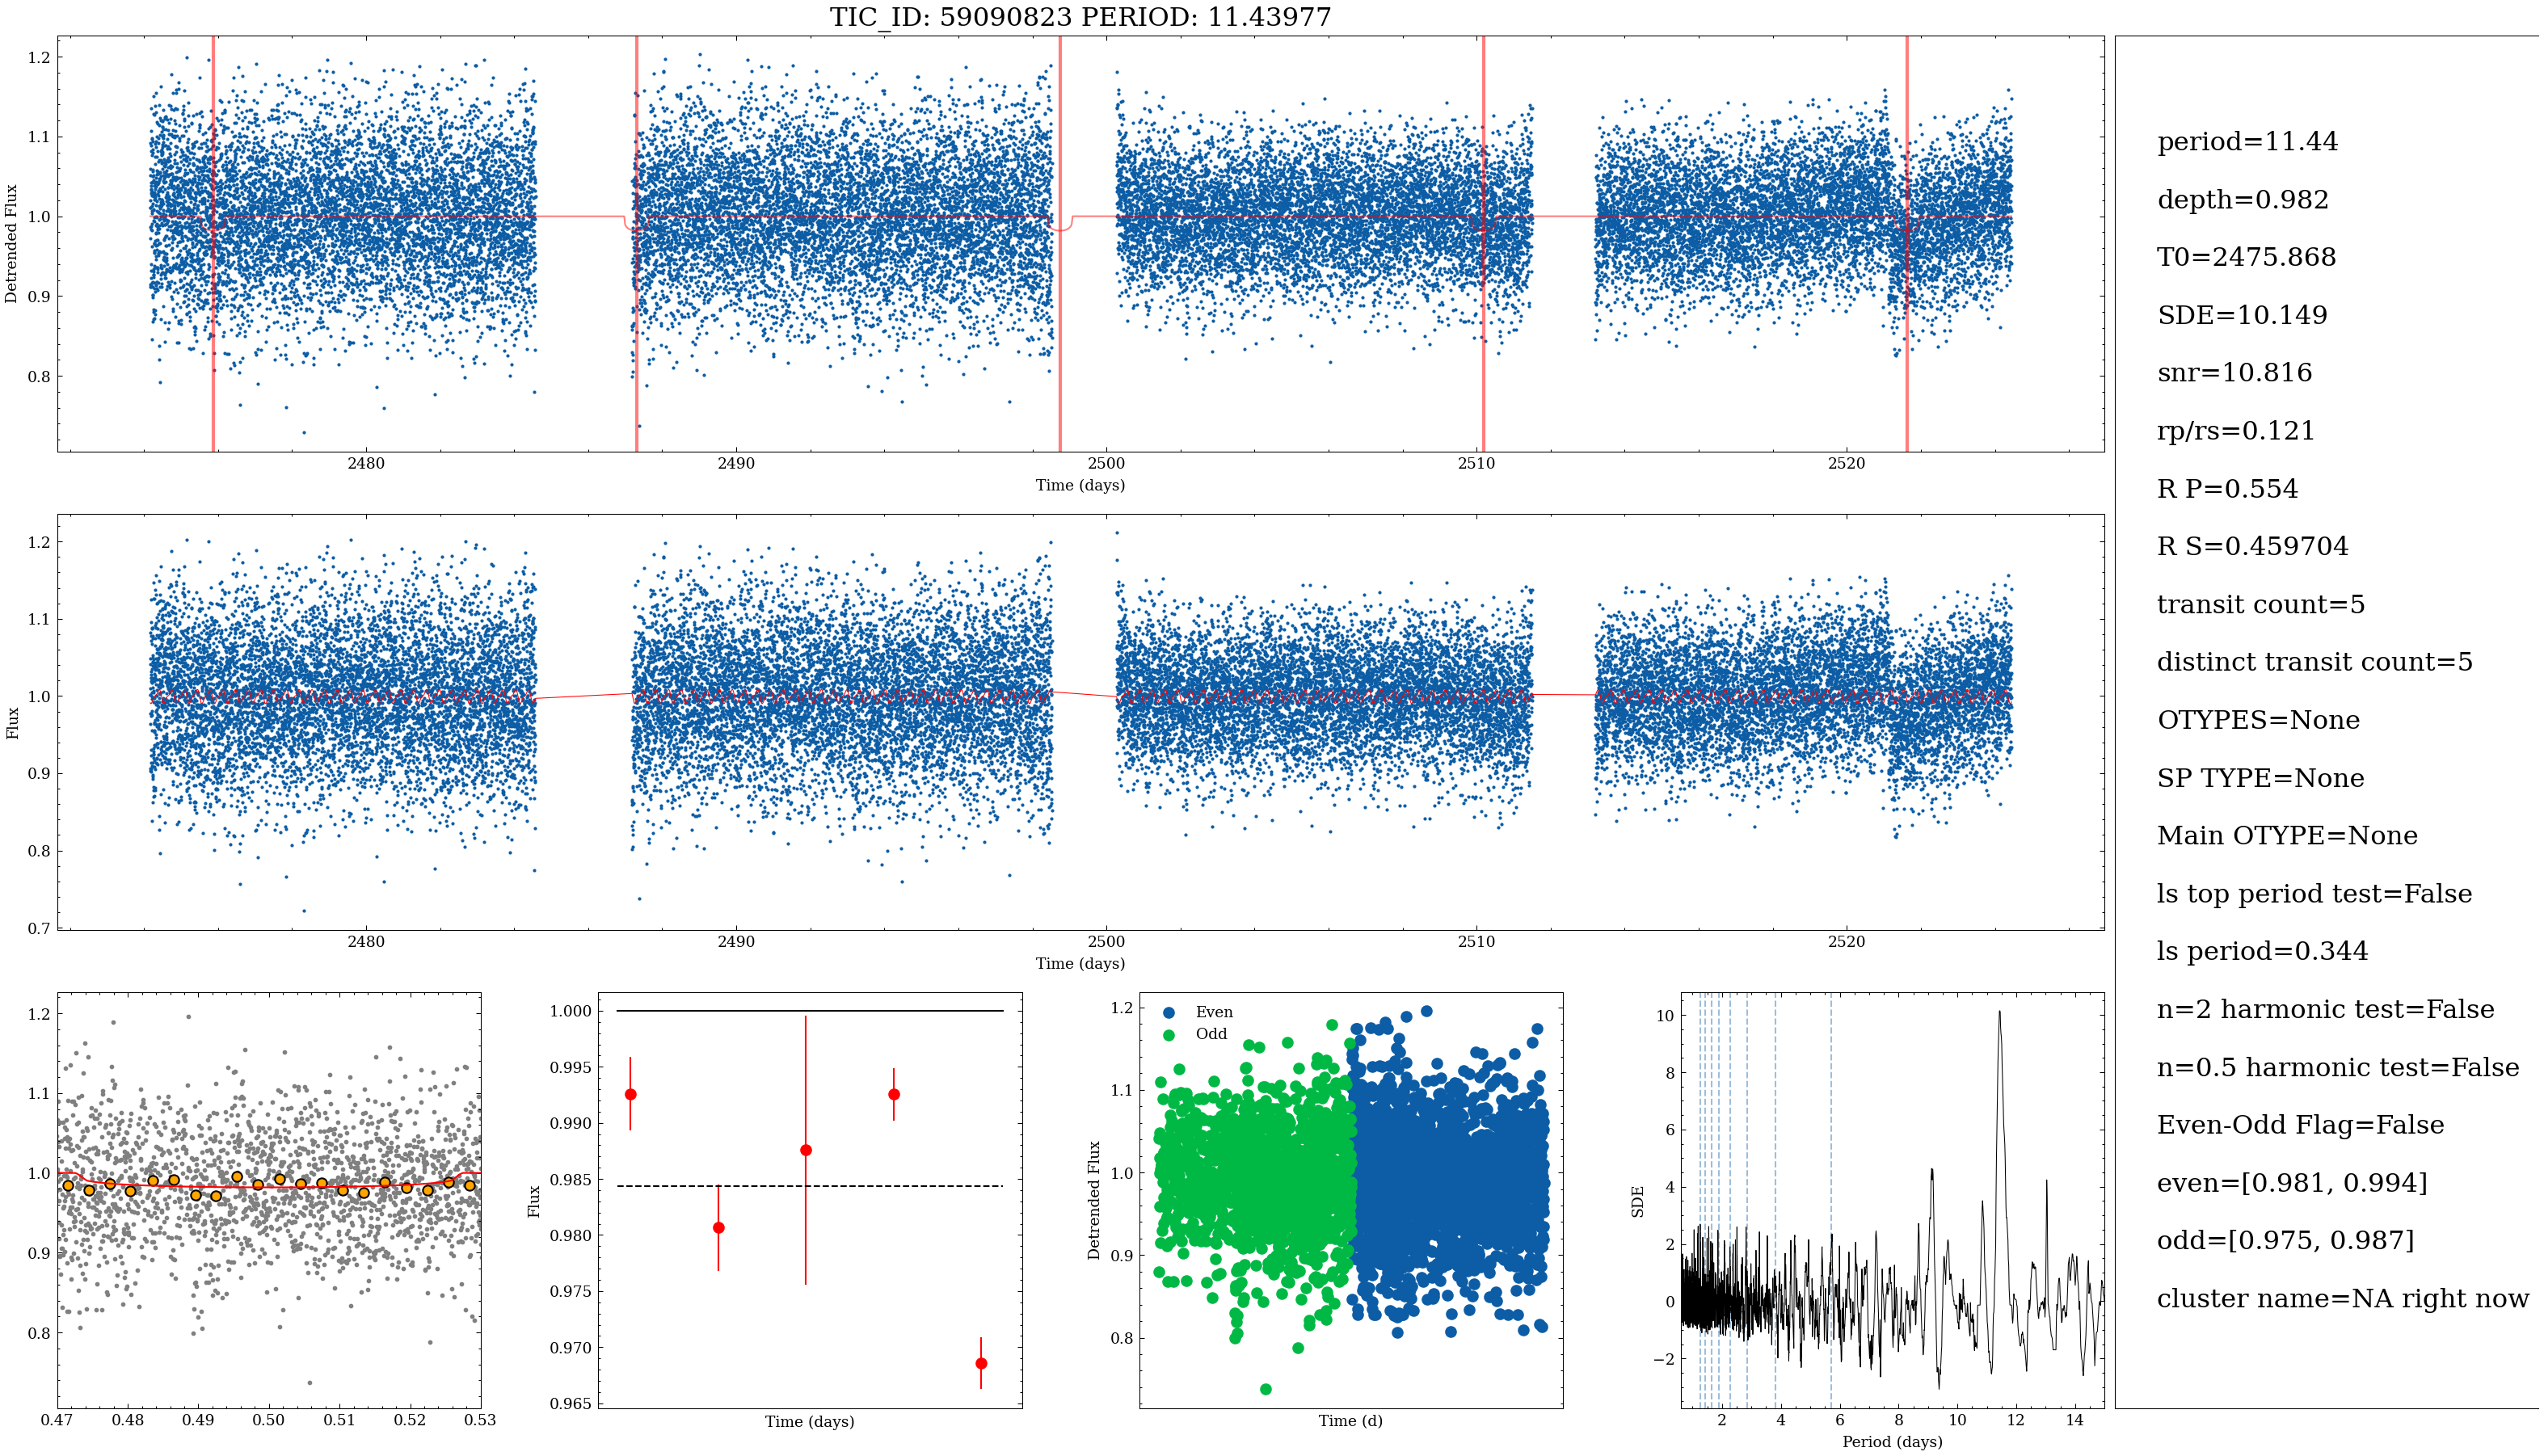 TIC_ID: 59090823 PERIOD: 11.43977
1.2
1.1
1.0
0.9
0.8
Detrended Flux
2480
2490
2500
2510
2520
Time (days)
1.2
1.1
1.0
0.9
0.8
0.7
Flux
2480
2490
2500
2510
2520
Time (days)
1.2
1.1
1.0
0.9
0.8
0.47
0.48
0.49
0.50
0.51
0.52
0.53
1.000
0.995
0.990
0.985
0.980
0.975
0.970
0.965
Flux
Time (days)
Even
Odd
1.2
1.1
1.0
0.9
0.8
Detrended Flux
Time (d)
10
8
6
4
2
0
−2
SDE
2
4
6
8
10
12
14
Period (days)
period=11.44
depth=0.982
T0=2475.868
SDE=10.149
snr=10.816
rp/rs=0.121
R P=0.554
R S=0.459704
transit count=5
distinct transit count=5
OTYPES=None
SP TYPE=None
Main OTYPE=None
ls top period test=False
ls period=0.344
n=2 harmonic test=False
n=0.5 harmonic test=False
Even-Odd Flag=False
even=[0.981, 0.994]
odd=[0.975, 0.987]
cluster name=NA right now